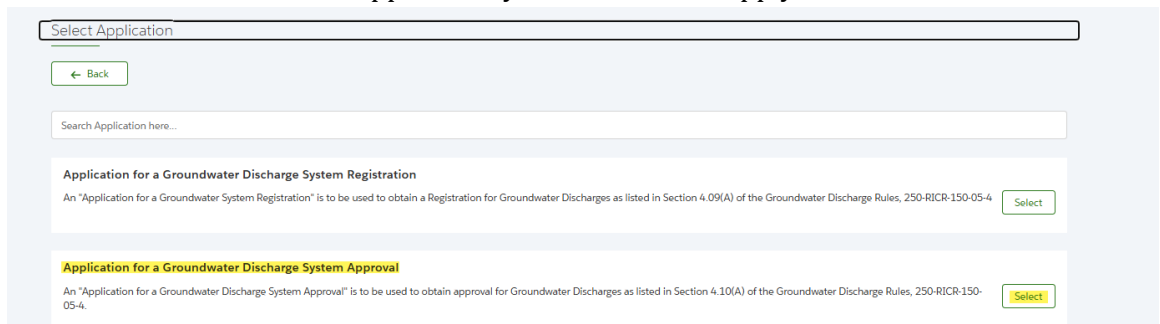 Select Application
← Back
Search Application here...
Application for a Groundwater Discharge System Registration
An "Application for a Groundwater System Registration" is to be used to obtain a Registration for Groundwater Discharges as listed in Section 4.09(A) of the Groundwater Discharge Rules, 250-RICR-150-05-4
Select
Application for a Groundwater Discharge System Approval
An "Application for a Groundwater Discharge System Approval" is to be used to obtain approval for Groundwater Discharges as listed in Section 4.10(A) of the Groundwater Discharge Rules, 250-RICR-150-
05-4.
Select